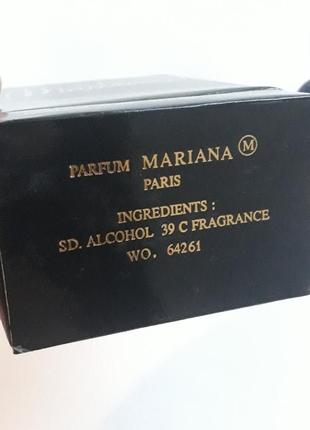 PARFUM MARIANA Ⓜ
PARIS
INGREDIENTS :
SD. ALCOHOL 39 C FRAGRANCE
WO. 64261